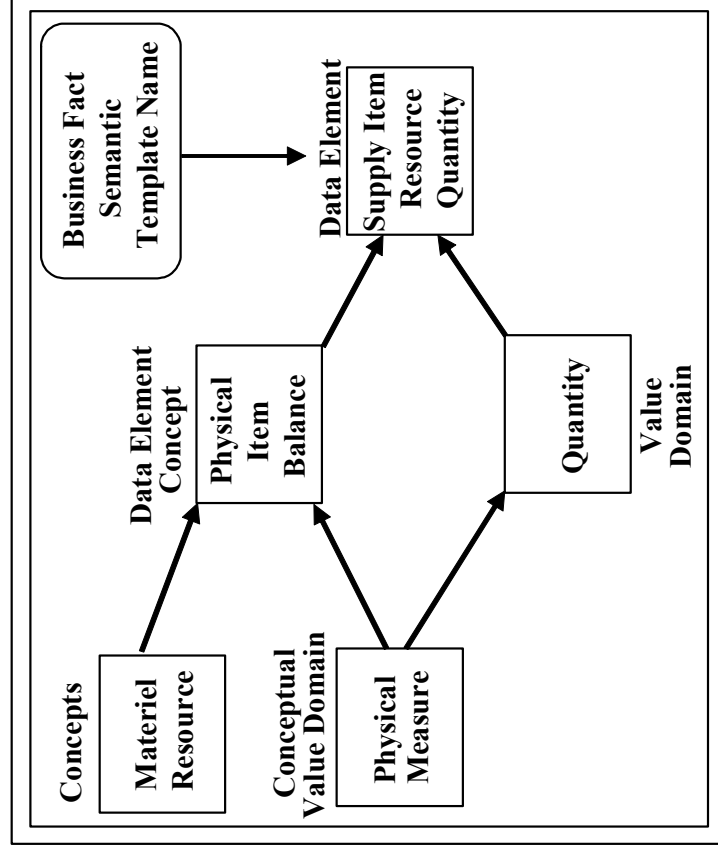 Concepts
Materiel
Resource
Conceptual
Value Domain
Physical
Measure
Data Element
Concept
Physical
Item
Balance
Quantity
Value
Domain
Business Fact
Semantic
Template Name
Data Element
Supply Item
Resource
Quantity